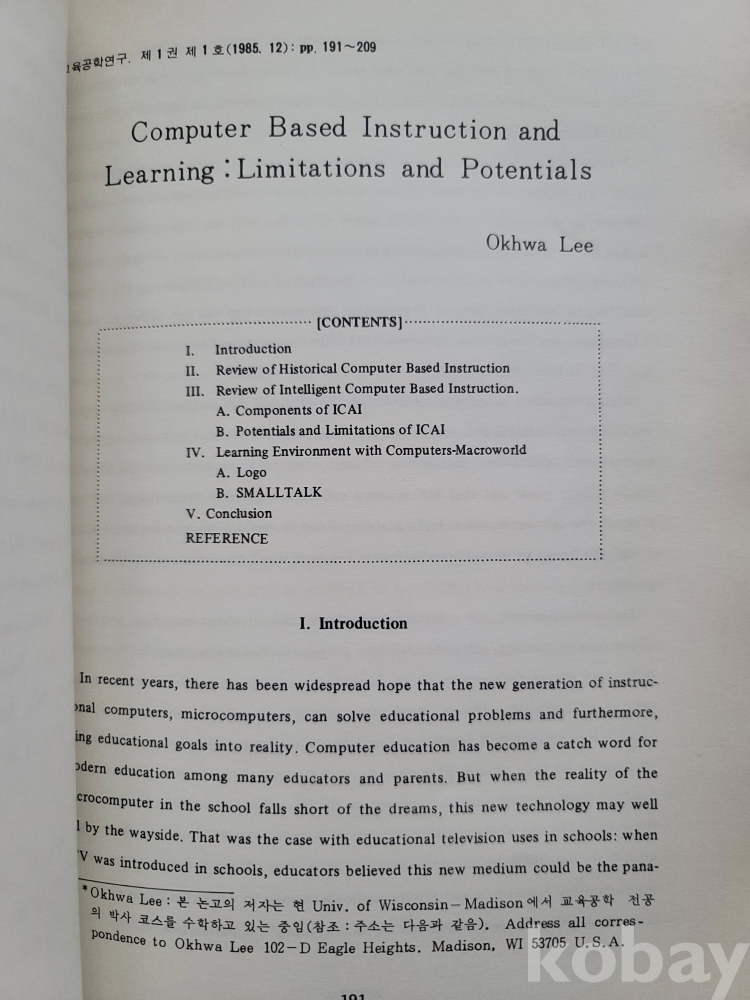 육공학연구. 제 1 권 제 1 호(1985. 12): pp. 191~209
Computer Based Instruction and
Learning : Limitations and Potentials
Okhwa Lee
[CONTENTS]
I. Introduction
II. Review of Historical Computer Based Instruction
III. Review of Intelligent Computer Based Instruction.
A. Components of ICAI
B. Potentials and Limitations of ICAI
IV. Learning Environment with Computers-Macroworld
A. Logo
B. SMALLTALK
V. Conclusion
REFERENCE
I. Introduction
In recent years, there has been widespread hope that the new generation of instruc-
onal computers, microcomputers, can solve educational problems and furthermore,
ing educational goals into reality. Computer education has become a catch word for
odern education among many educators and parents. But when the reality of the
crocomputer in the school falls short of the dreams, this new technology may well
l by the wayside. That was the case with educational television uses in schools: when
V was introduced in schools, educators believed this new medium could be the pana-
*Okhwa Lee : 본 논고의 저자는 현 Univ. of Wisconsin-Madison에서 교육공학 전공
의 박사 코스를 수학하고 있는 중임(참조 : 주소는 다음과 같음). Address all corres-
pondence to Okhwa Lee 102-D Eagle Heights. Madison, WI 53705 U.S.A.
191
kobay